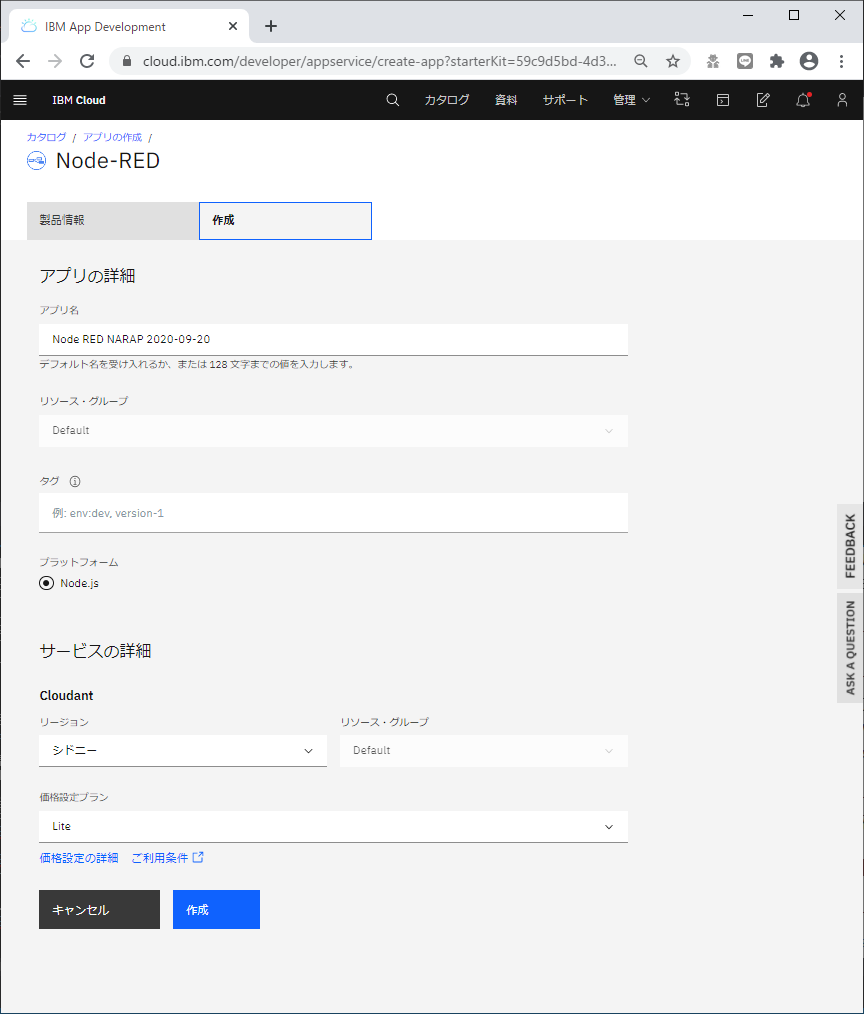 IBM App Development
cloud.ibm.com/developer/appservice/create-app?starterKit=59c9d5bd-4d3...
IBM Cloud
カタログ
資料
サポート
管理
カタログ / アプリの作成 /
Node-RED
製品情報
作成
アプリの詳細
アプリ名
Node RED NARAP 2020-09-20
デフォルト名を受け入れるか、または 128 文字までの値を入力します。
リソース・グループ
Default
タグ
例: env:dev, version-1
プラットフォーム
Node.js
FEEDBACK
ASK A QUESTION
サービスの詳細
Cloudant
リージョン
リソース・グループ
シドニー
Default
価格設定プラン
Lite
価格設定の詳細 ご利用条件
キャンセル
作成